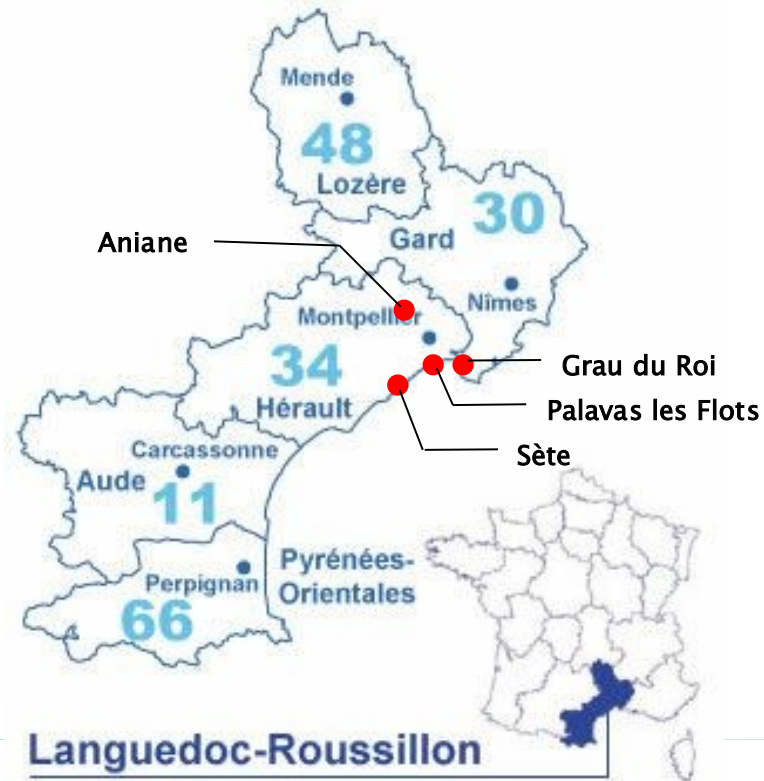 Mende
48
Lozère
30
Gard
Aniane
Nîmes
Montpellier
34
Hérault
Grau du Roi
Palavas les Flots
Sète
Carcassonne
Aude
11
Pyrénées-
Orientales
Perpignan
66
Languedoc-Roussillon